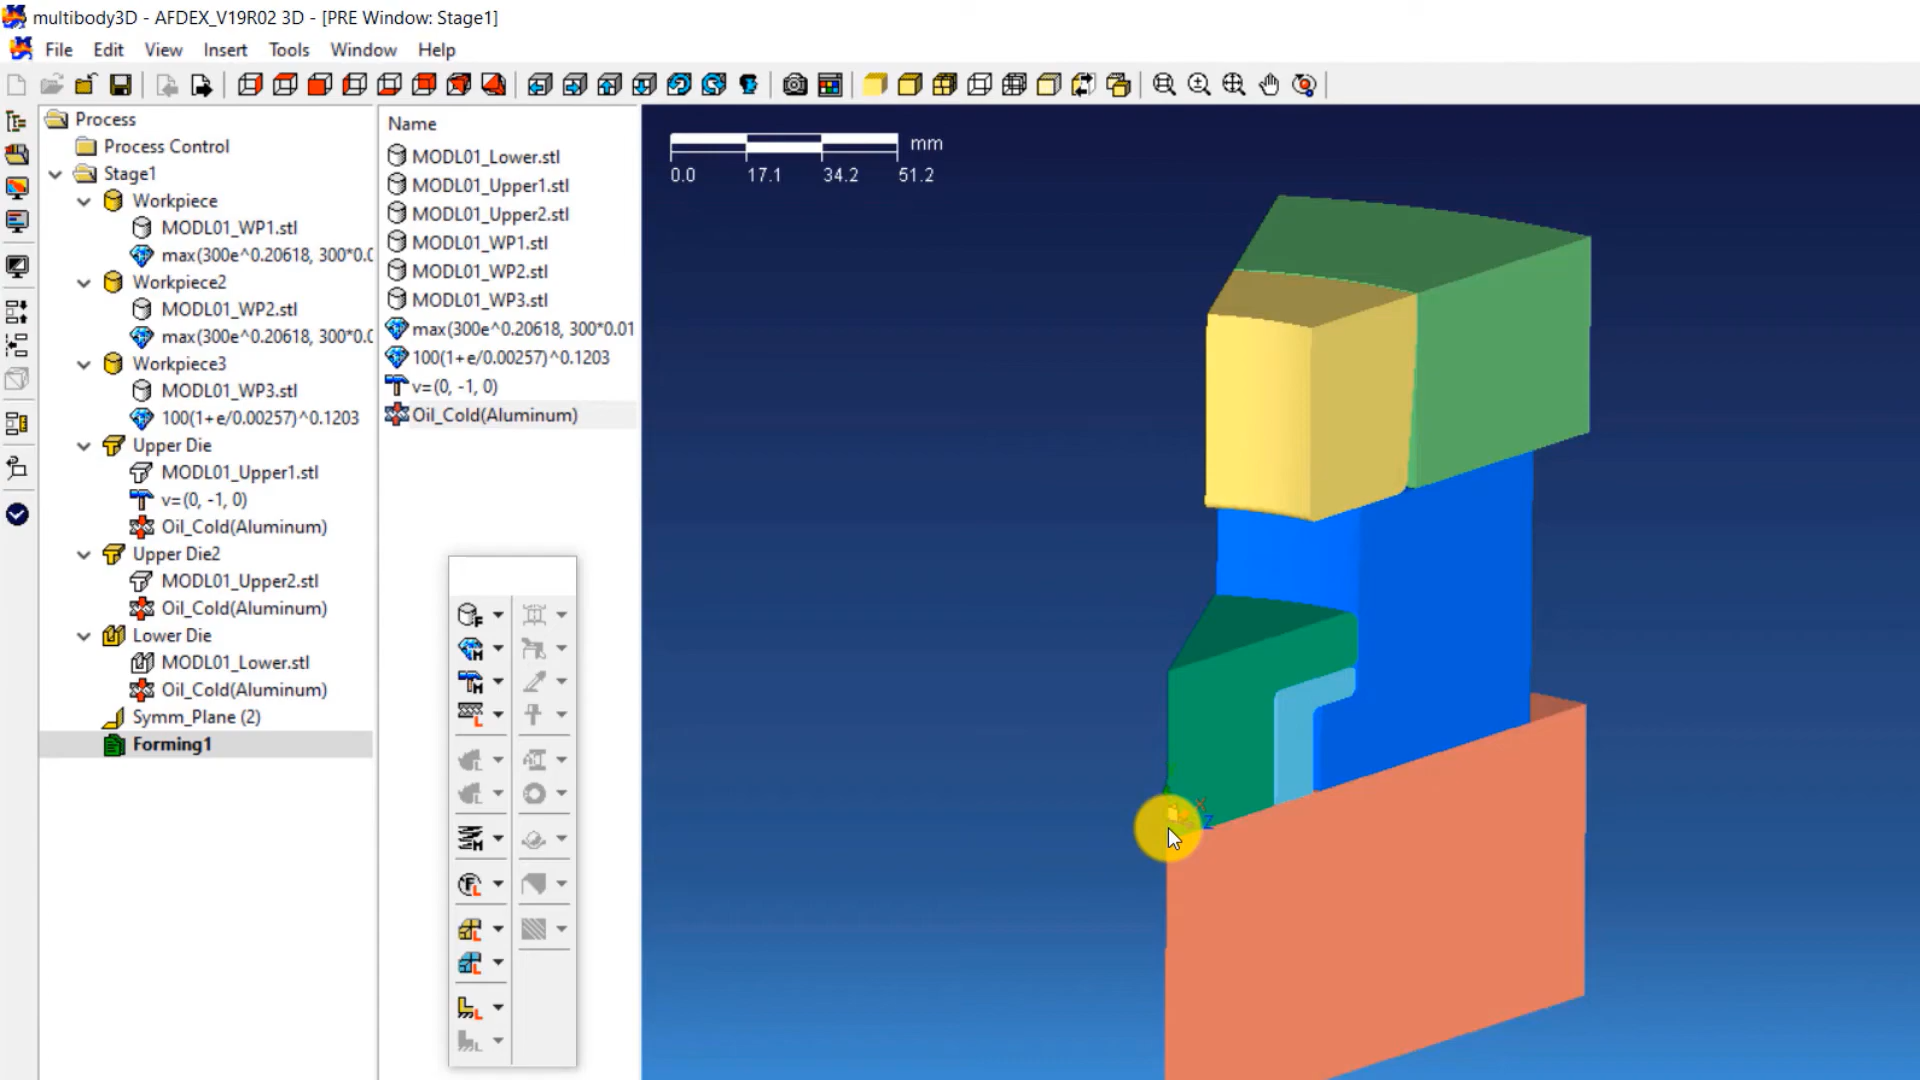 multibody3D - AFDEX_V19R02 3D - [PRE Window: Stage1]
File Edit View Insert Tools Window Help
Process
Process Control
Stage1
Workpiece
MODL01_WP1.stl
max(300e^0.20618, 300*0.0
Workpiece2
MODL01_WP2.stl
max(300e^0.20618, 300*0.0
Workpiece3
MODL01_WP3.stl
100(1+e/0.00257)^0.1203
Upper Die
MODL01_Upper1.stl
v=(0, -1, 0)
Oil_Cold(Aluminum)
Upper Die2
MODL01_Upper2.stl
Oil_Cold(Aluminum)
Lower Die
MODL01_Lower.stl
Oil_Cold(Aluminum)
Symm_Plane (2)
Forming1
Name
MODL01_Lower.stl
MODL01_Upper1.stl
MODL01_Upper2.stl
MODL01_WP1.stl
MODL01_WP2.stl
MODL01_WP3.stl
max(300e^0.20618, 300*0.01
100(1+e/0.00257)^0.1203
v=(0, -1, 0)
Oil_Cold(Aluminum)
mm
0.0 17.1 34.2 51.2
X
Z